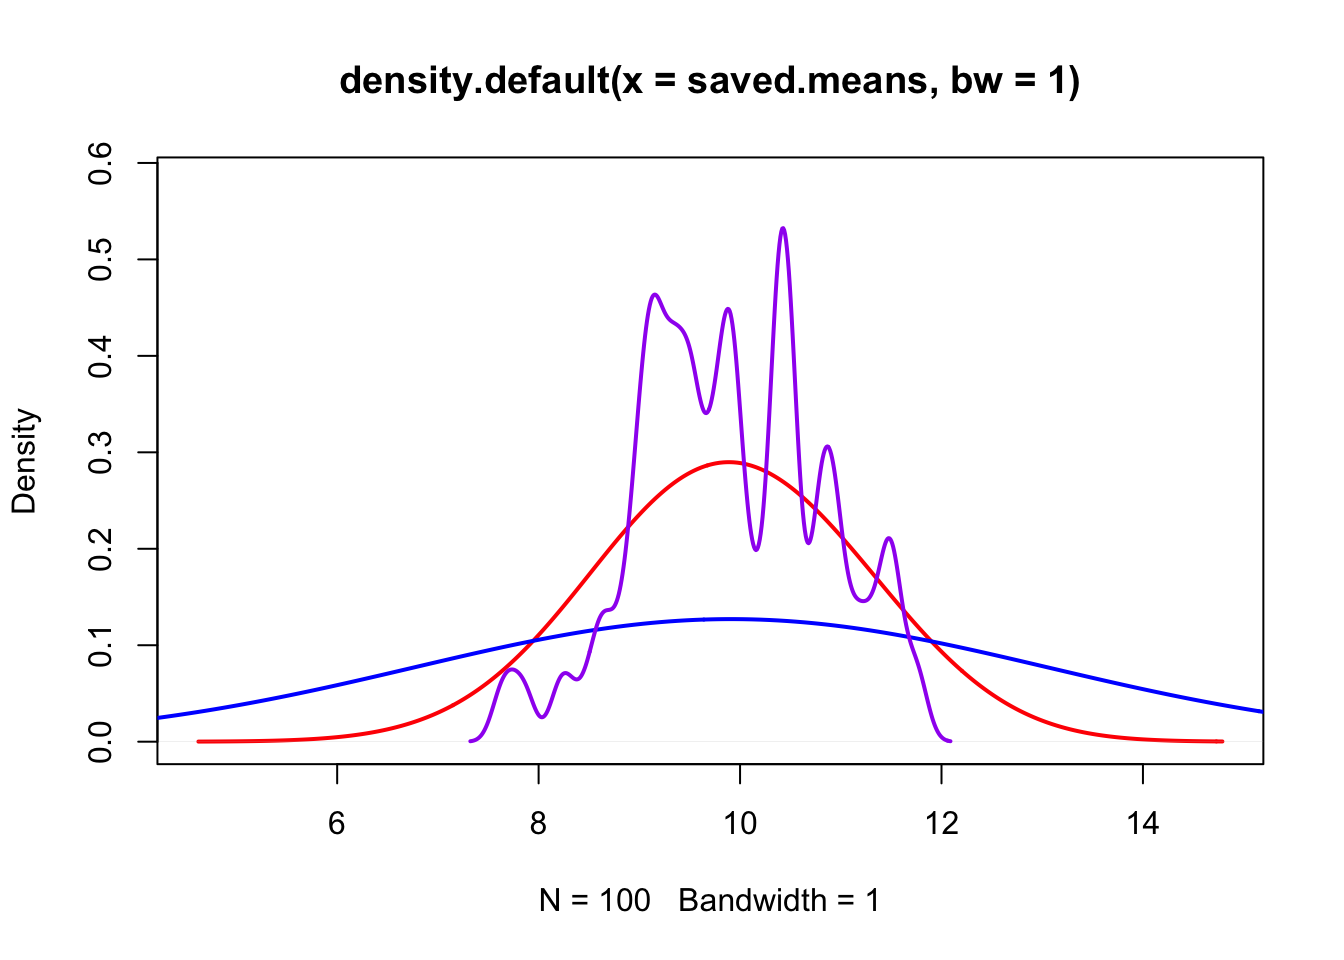 density.default(x = saved.means, bw = 1)
Density
0.6
0.5
0.4
0.3
0.2
0.1
0.0
6 8 10 12 14
N = 100 Bandwidth = 1